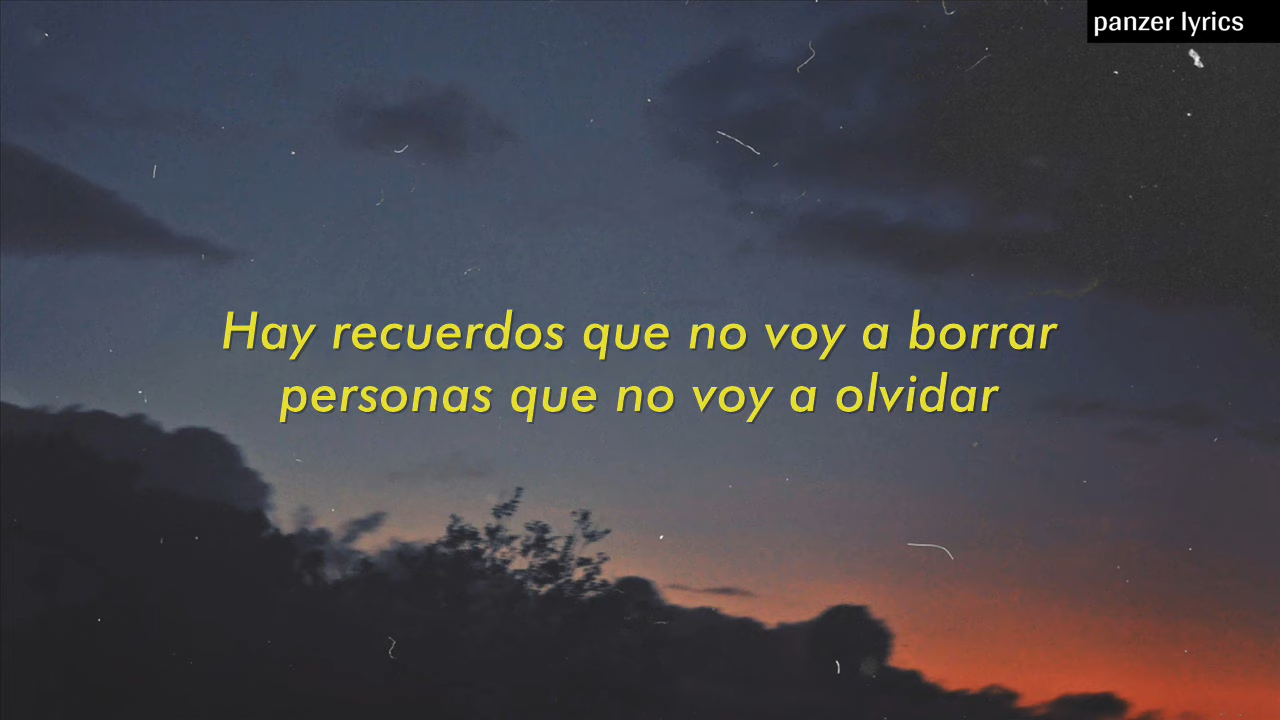 panzer lyrics
Hay recuerdos que no voy a borrar
personas que no voy a olvidar